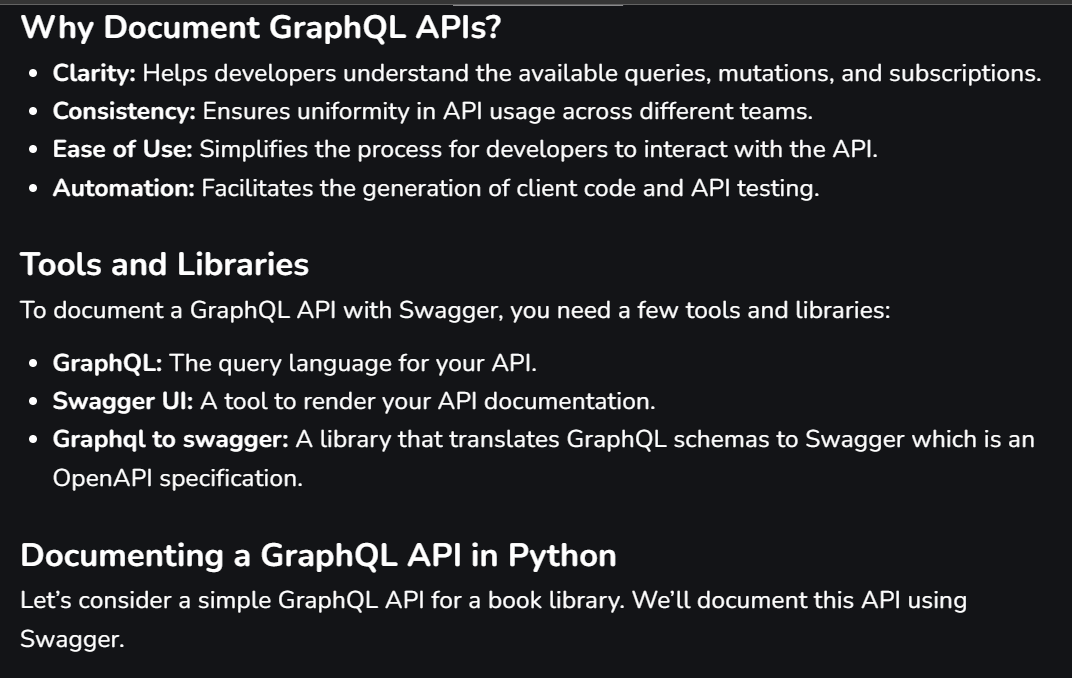 Why Document GraphQL APIs?
• Clarity: Helps developers understand the available queries, mutations, and subscriptions.
• Consistency: Ensures uniformity in API usage across different teams.
• Ease of Use: Simplifies the process for developers to interact with the API.
• Automation: Facilitates the generation of client code and API testing.
Tools and Libraries
To document a GraphQL API with Swagger, you need a few tools and libraries:
• GraphQL: The query language for your API.
• Swagger UI: A tool to render your API documentation.
• Graphql to swagger: A library that translates GraphQL schemas to Swagger which is an
OpenAPI specification.
Documenting a GraphQL API in Python
Let’s consider a simple GraphQL API for a book library. We’ll document this API using
Swagger.